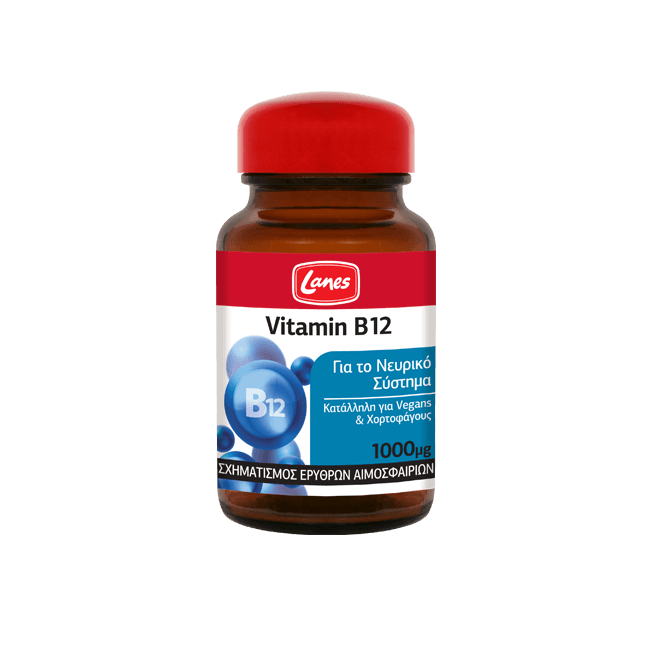 Lanes
Vitamin B12
Για το Νευρικό
Σύστημα
Κατάλληλη για Vegans
& Χορτοφάγους
B12
1000μg
ΣΧΗΜΑΤΙΣΜΟΣ ΕΡΥΘΡΩΝ ΑΙΜΟΣΦΑΙΡΙΩΝ